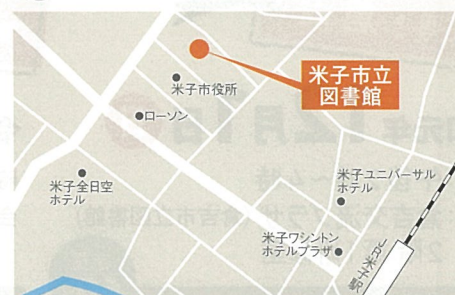 米子市立
図書館
米子市役所
ローソン
米子全日空
ホテル
米子ユニバーサル
ホテル
米子ワシントン
ホテルプラザ
JR米子駅